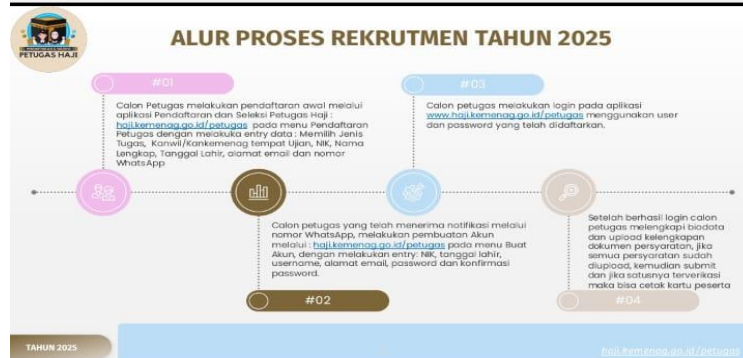 PETUGAS HAJI
ALUR PROSES REKRUTMEN TAHUN 2025
#01
Calon Petugas melakukan pendaftaran awal melalui
aplikasi Pendaftaran dan Seleksi Petugas Haji :
haji.kemenag.go.id/petugas pada menu Pendaftaran
Petugas dengan melakuka entry data : Memilih Jenis
Tugas, Kanwil/Kankemenag tempat Ujian, NIK, Nama
Lengkap, Tanggal Lahir, alamat email dan nomor
WhatsApp
#03
Calon petugas melakukan login pada aplikasi
www.haji.kemenag.go.id/petugas menggunakan user
dan password yang telah didaftarkan.
Calon petugas yang telah menerima notifikasi melalui
nomor WhatsApp, melakukan pembuatan Akun
melalui : haji.kemenag.go.id/petugas pada menu Buat
Akun, dengan melakukan entry: NIK, tanggal lahir,
username, alamat email, password dan konfirmasi
password.
#02
Setelah berhasil login calon
petugas melengkapi biodata
dan upload kelengkapan
dokumen persyaratan, jika
semua persyaratan sudah
diupload, kemudian submit
dan jika satusnya terverikasi
maka bisa cetak kartu peserta
#04
TAHUN 2025
haji.kemenag.go.id/petugas